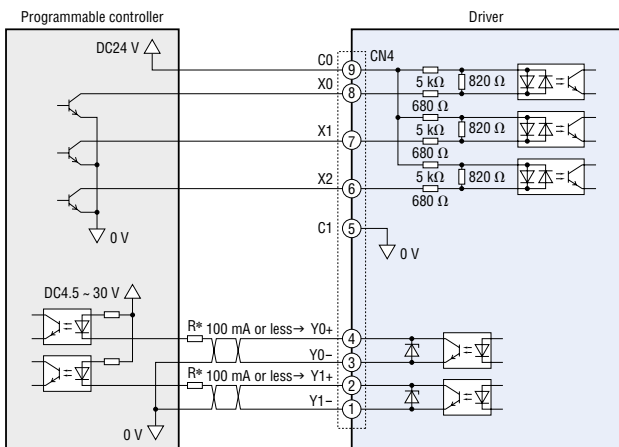 Programmable controller
Driver
DC24 V
C0
9
CN4
X0
8
5 kΩ
820 Ω
680 Ω
X1
7
5 kΩ
820 Ω
680 Ω
X2
6
5 kΩ
820 Ω
680 Ω
0 V
C1
5
0 V
DC4.5 ~ 30 V
R* 100 mA or less→ Y0+
4
Y0−
3
R* 100 mA or less→ Y1+
2
Y1−
1
0 V